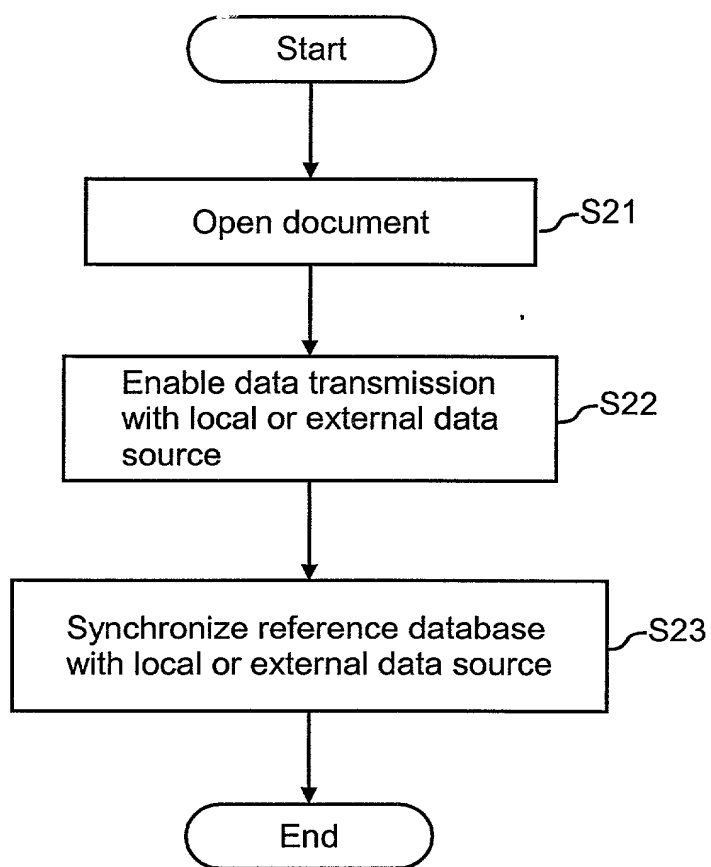 Start
Open document
S21
Enable data transmission
with local or external data
source
S22
Synchronize reference database
with local or external data source
S23
End